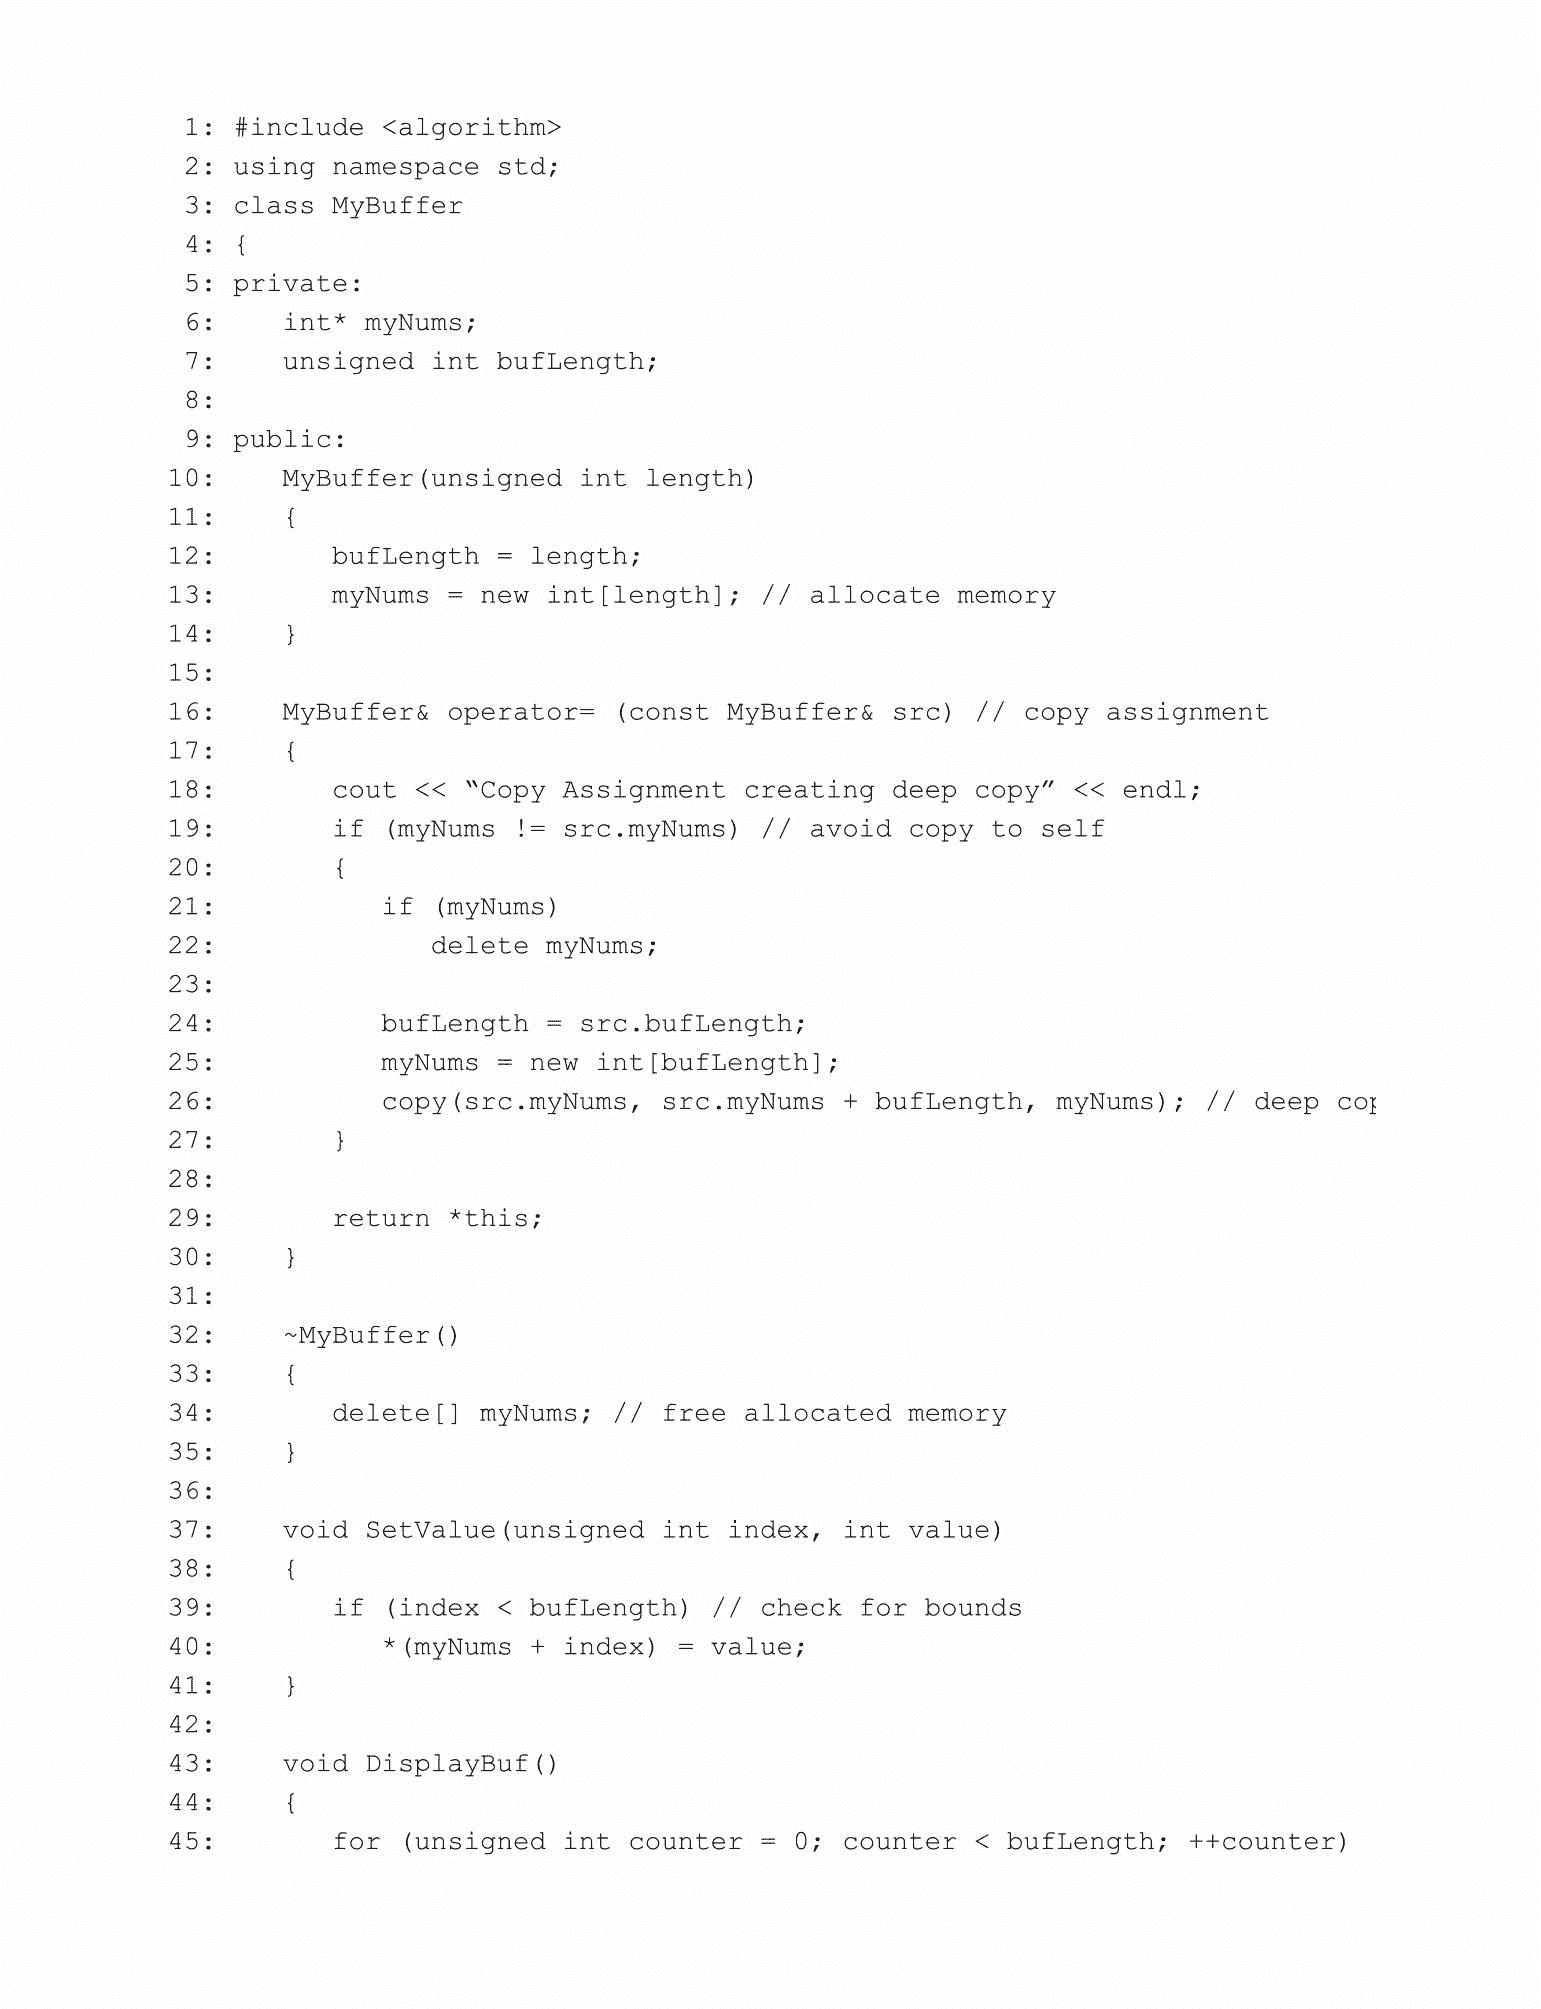 1: #include <algorithm>
2: using namespace std;
3: class MyBuffer
4: {
5: private:
6:    int* myNums;
7:    unsigned int bufLength;
8:
9: public:
10:    MyBuffer(unsigned int length)
11:    {
12:       bufLength = length;
13:       myNums = new int[length]; // allocate memory
14:    }
15:
16:    MyBuffer& operator= (const MyBuffer& src) // copy assignment
17:    {
18:       cout << “Copy Assignment creating deep copy” << endl;
19:       if (myNums != src.myNums) // avoid copy to self
20:       {
21:          if (myNums)
22:             delete myNums;
23:
24:          bufLength = src.bufLength;
25:          myNums = new int[bufLength];
26:          copy(src.myNums, src.myNums + bufLength, myNums); // deep
27:       }
28:
29:       return *this;
30:    }
31:
32:    ~MyBuffer()
33:    {
34:       delete[] myNums; // free allocated memory
35:    }
36:
37:    void SetValue(unsigned int index, int value)
38:    {
39:       if (index < bufLength) // check for bounds
40:          *(myNums + index) = value;
41:    }
42:
43:    void DisplayBuf()
44:    {
45:       for (unsigned int counter = 0; counter < bufLength; ++counter)